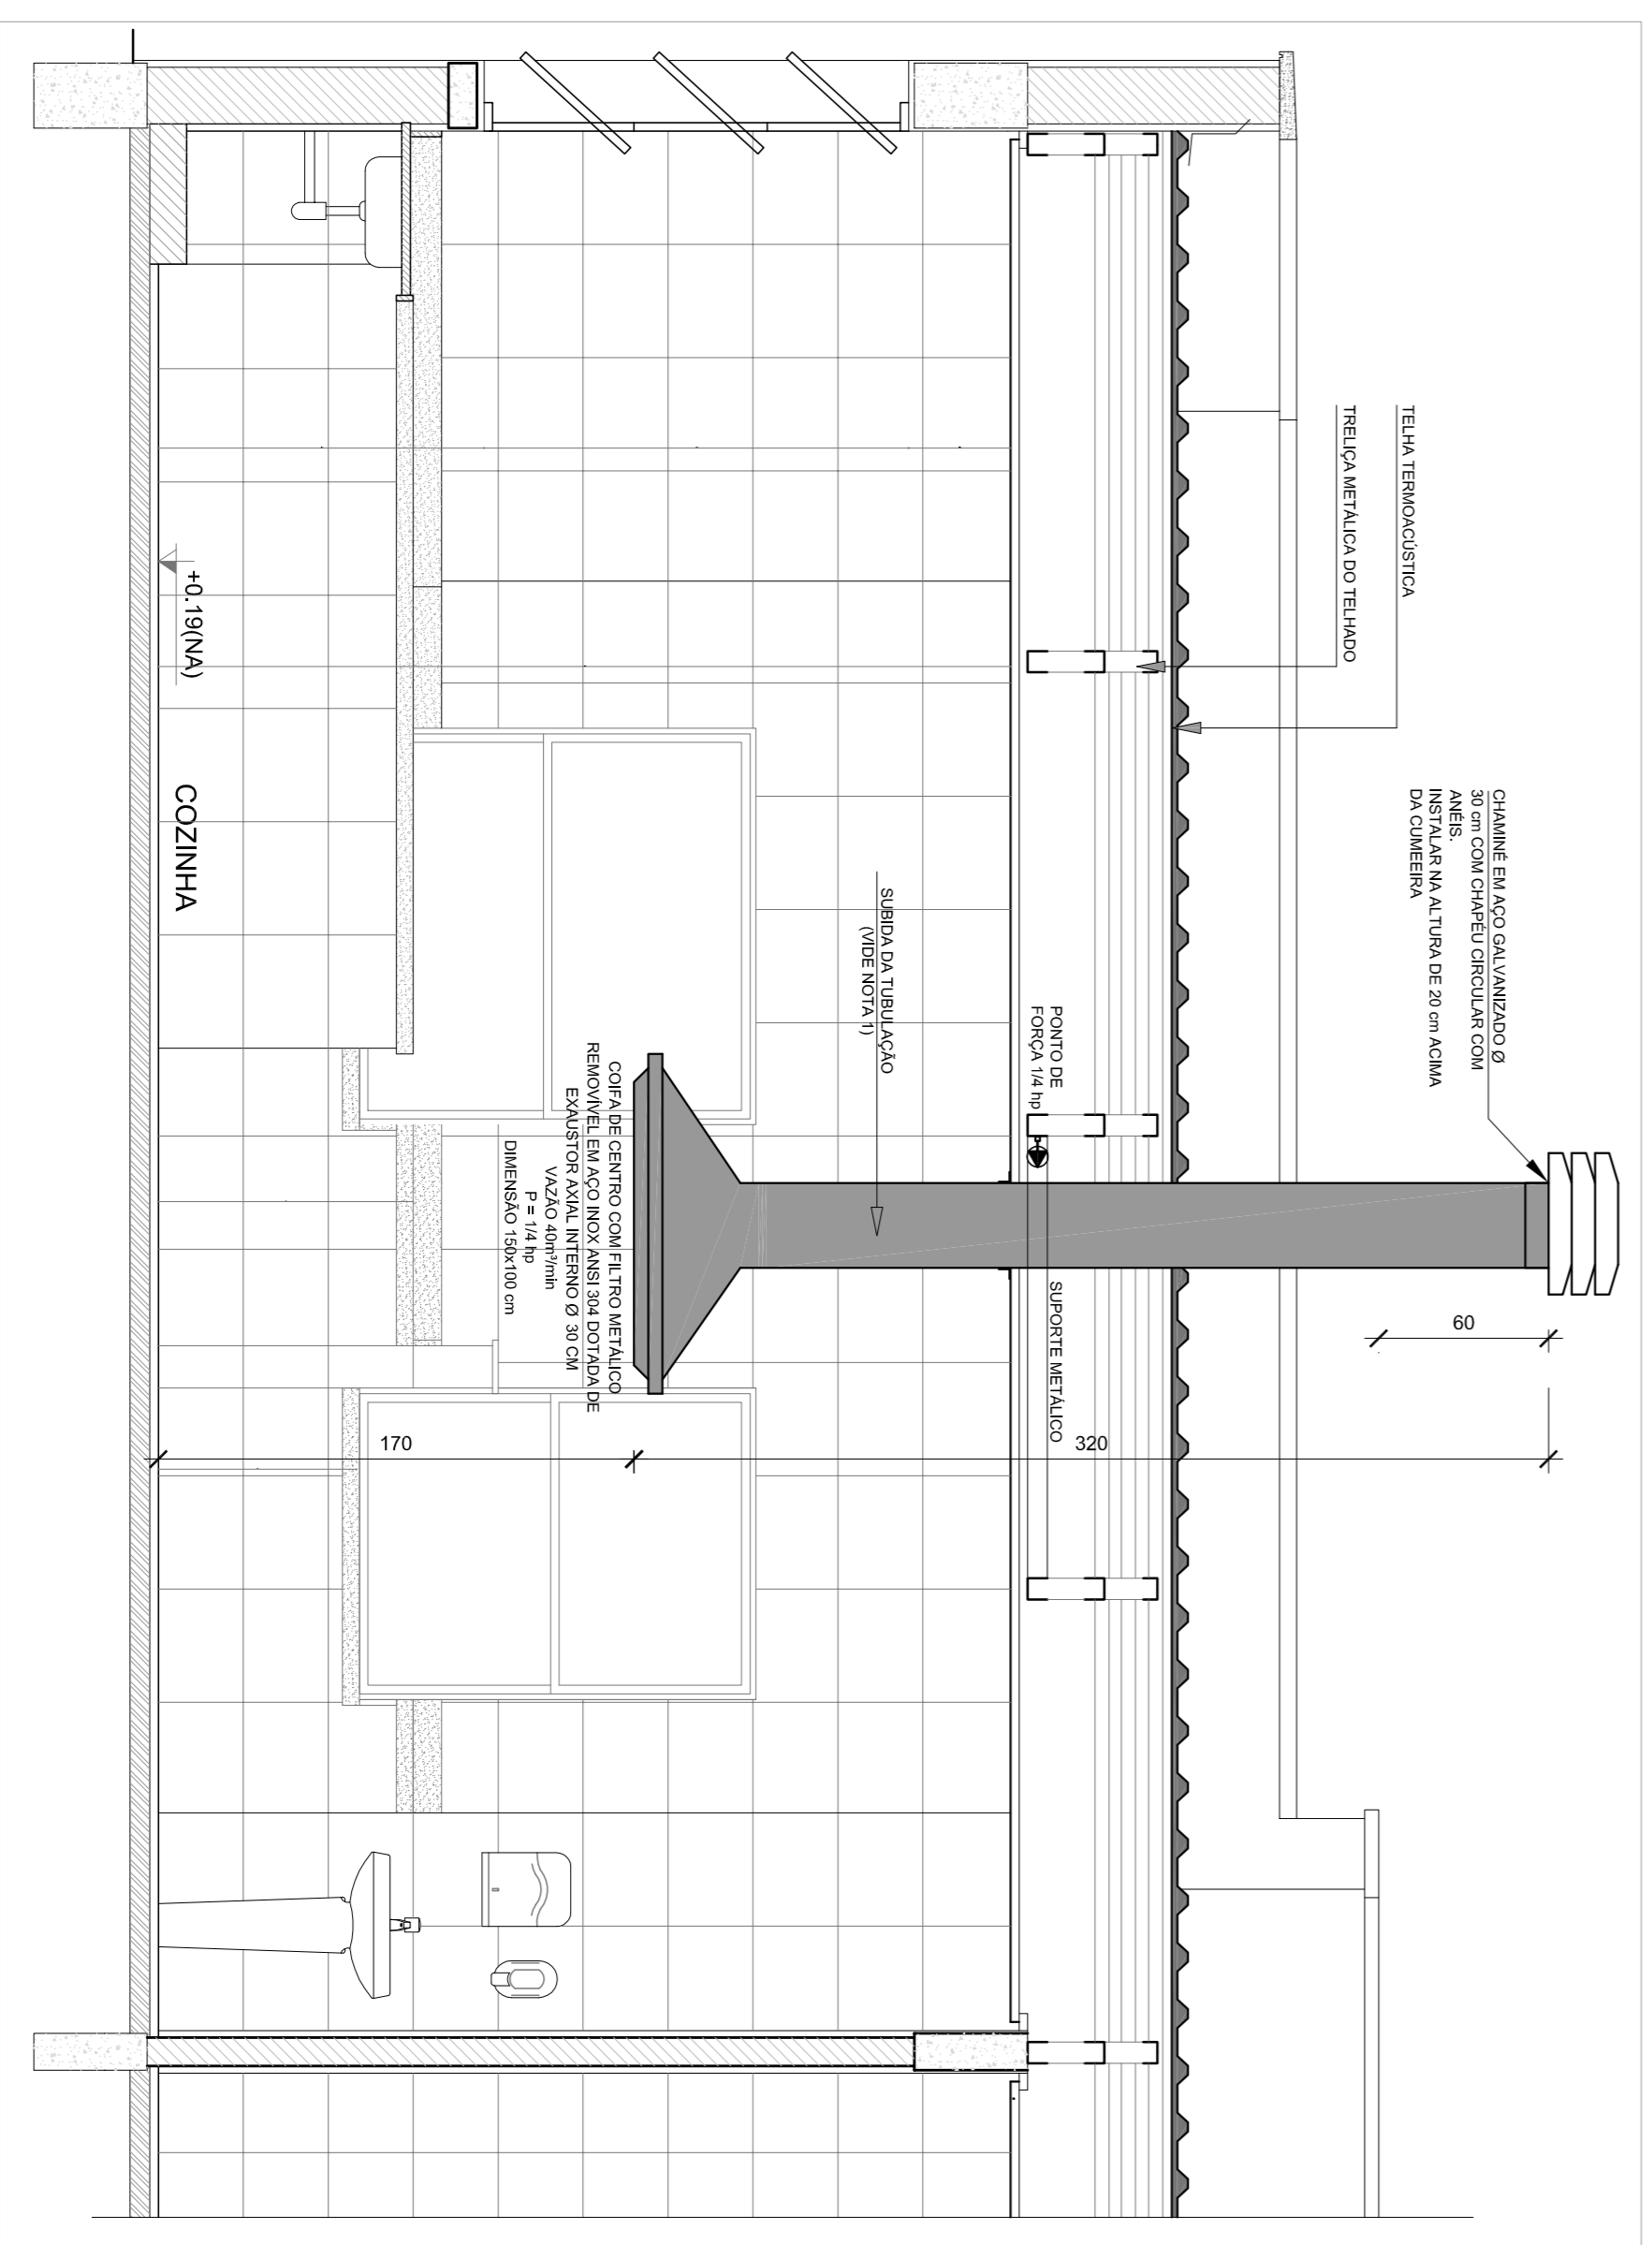 CHAMINÉ EM AÇO GALVANIZADO Ø
30 cm COM CHAPÉU CIRCULAR COM
ANÉIS.
INSTALAR NA ALTURA DE 20 cm ACIMA
DA CUMEEIRA
TELHA TERMOACÚSTICA
TRELIÇA METÁLICA DO TELHADO
60
320
PONTO DE
FORÇA 1/4 hp
SUPORTE METÁLICO
SUBIDA DA TUBULAÇÃO
(VIDE NOTA 1)
COIFA DE CENTRO COM FILTRO METÁLICO
REMOVÍVEL EM AÇO INOX ANSI 304 DOTADA DE
EXAUSTOR AXIAL INTERNO Ø 30 CM
VAZÃO 40m³/min
P = 1/4 hp
DIMENSÃO 150x100 cm
170
+0.19(NA)
COZINHA